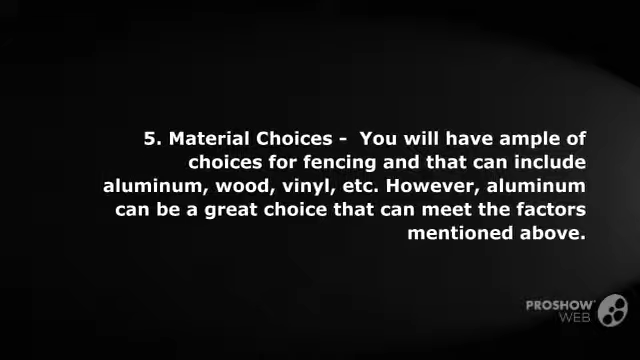 5. Material Choices -  You will have ample of
choices for fencing and that can include
aluminum, wood, vinyl, etc. However, aluminum
can be a great choice that can meet the factors
mentioned above.
PROSHOW
WEB